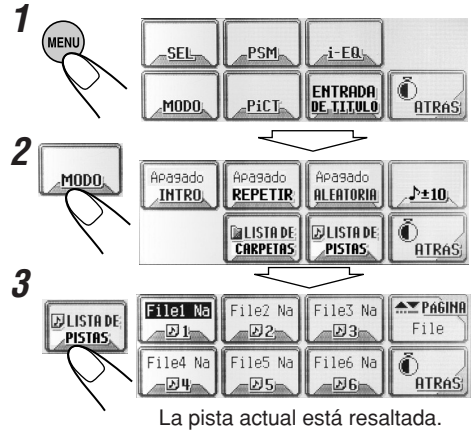 1
MENU
SEL PSM i-EQ
MODO PiCT ENTRADA DE TITULO ATRAS
2
MODO
Apagado INTRO Apagado REPETIR Apagado ALEATORIA ♪±10
LISTA DE CARPETAS LISTA DE PISTAS ATRAS
3
LISTA DE PISTAS
File1 Na 1 File2 Na 2 File3 Na 3 PÁGINA File
File4 Na 4 File5 Na 5 File6 Na 6 ATRAS
La pista actual está resaltada.